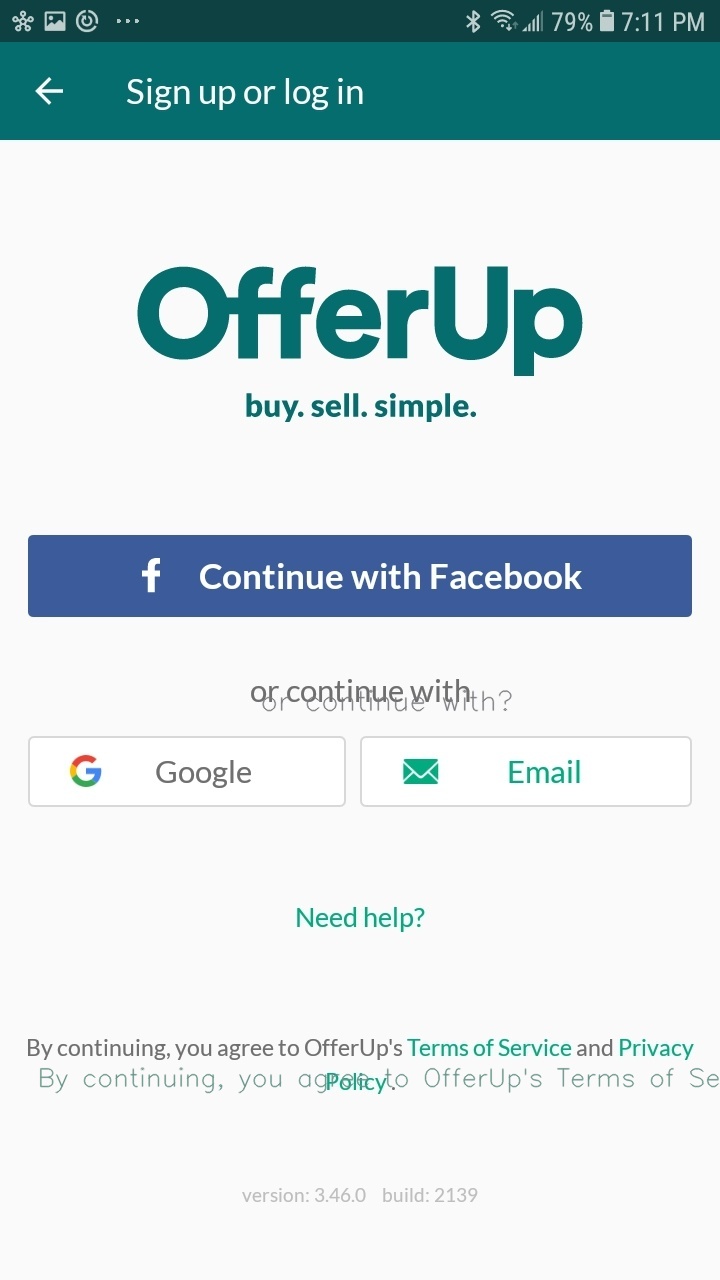 79% 7:11 PM
Sign up or log in
OfferUp
buy. sell. simple.
f Continue with Facebook
or continue with
or continue with?
Google Email
Need help?
By continuing, you agree to OfferUp's Terms of Service and Privacy
Policy.
By continuing, you agree to OfferUp's Terms of Se
version: 3.46.0 build: 2139